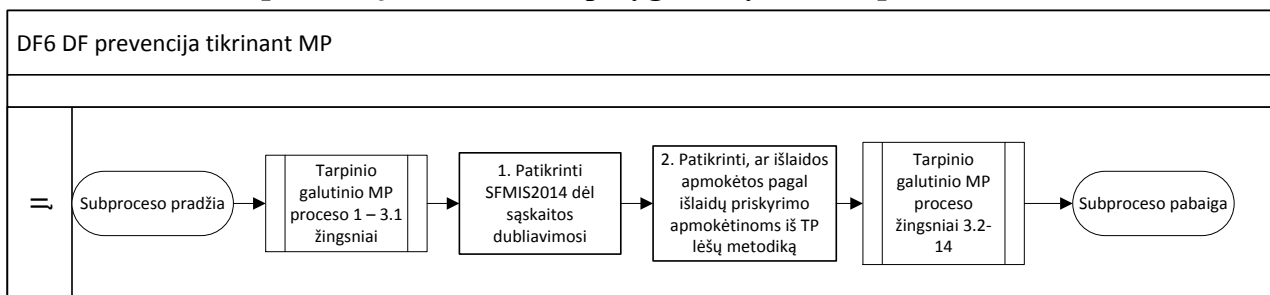 DF6 DF prevencija tikrinant MP
ĮI
Subproceso pradžia
Tarpinio
galutinio MP
proceso 1 – 3.1
žingsniai
1. Patikrinti
SFMIS2014 dėl
sąskaitos
dubliavimosi
2. Patikrinti, ar išlaidos
apmokėtos pagal
išlaidų priskyrimo
apmokėtinoms iš TP
lėšų metodiką
Tarpinio
galutinio MP
proceso
žingsniai 3.2-
14
Subproceso pabaiga